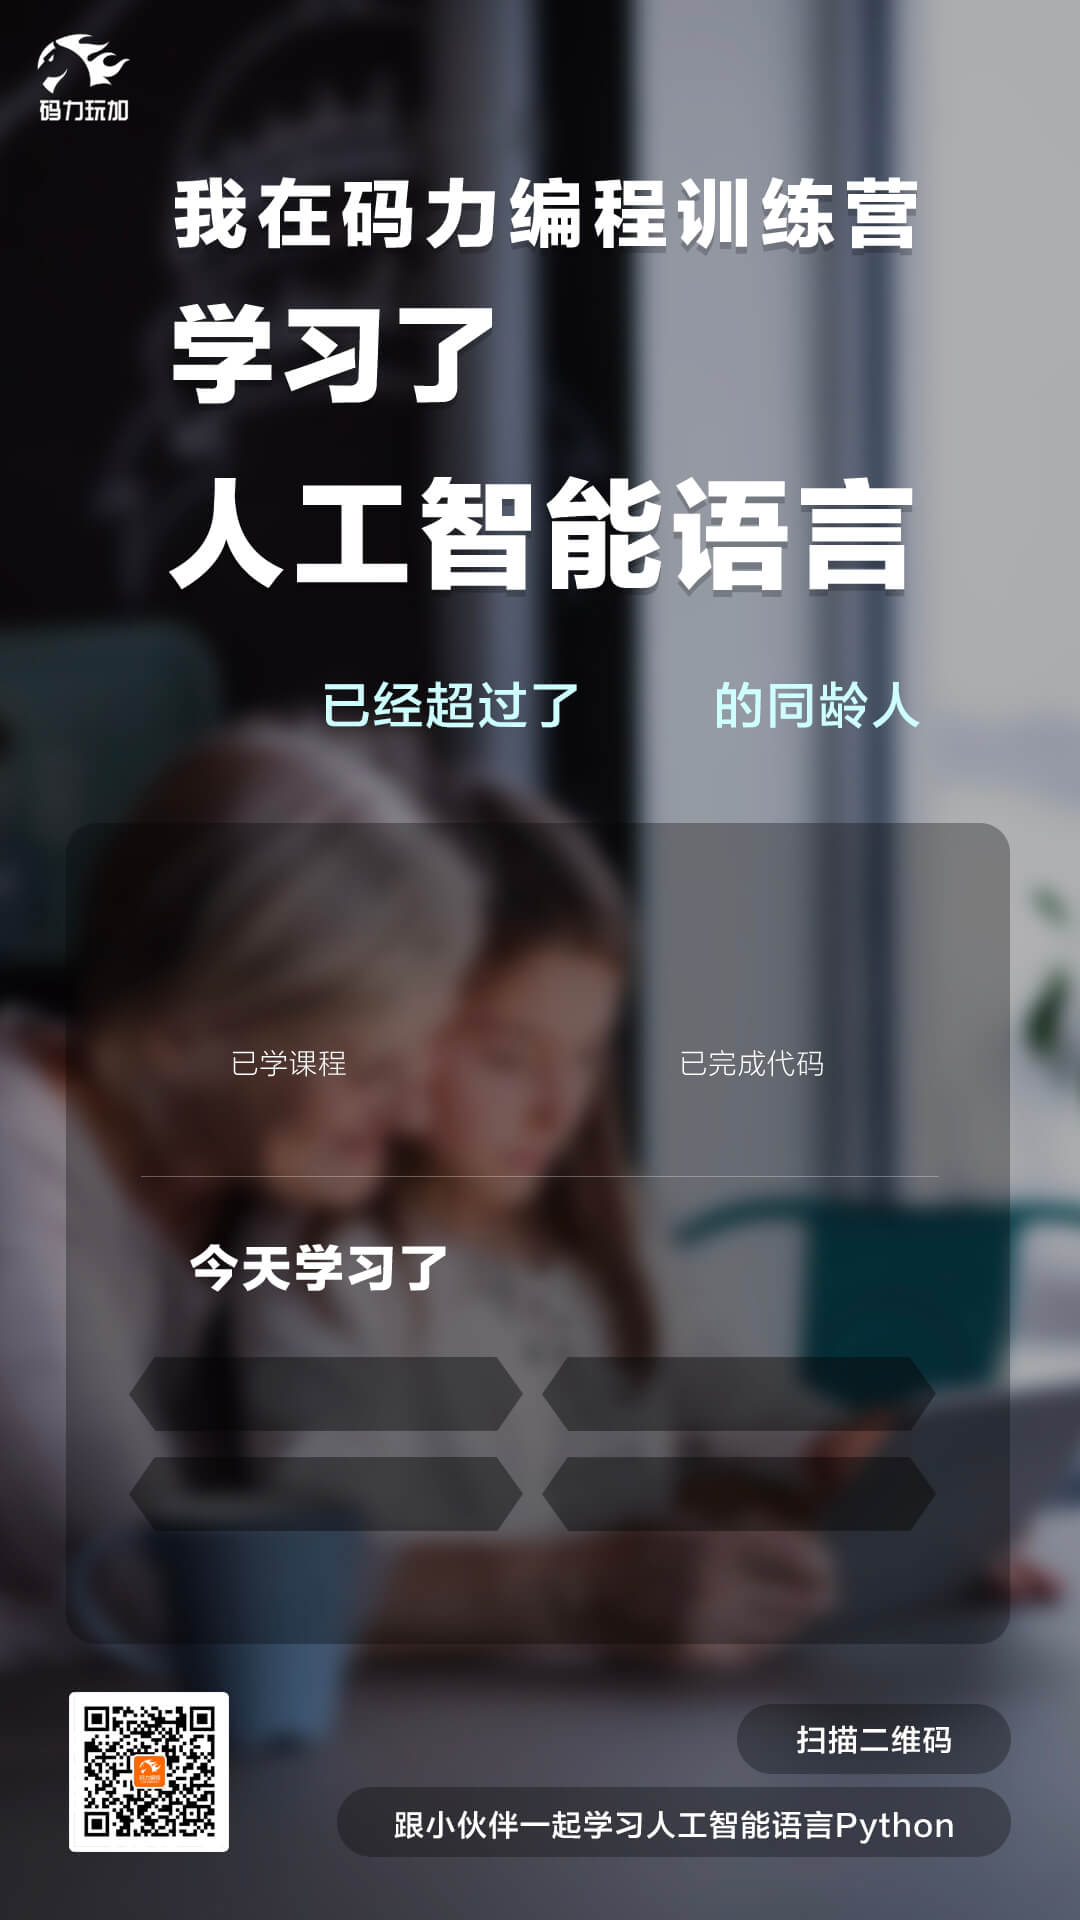 码力玩加
我在码力编程训练营
学习了
人工智能语言
已经超过了 的同龄人
已学课程 已完成代码
今天学习了
扫描二维码
跟小伙伴一起学习人工智能语言Python